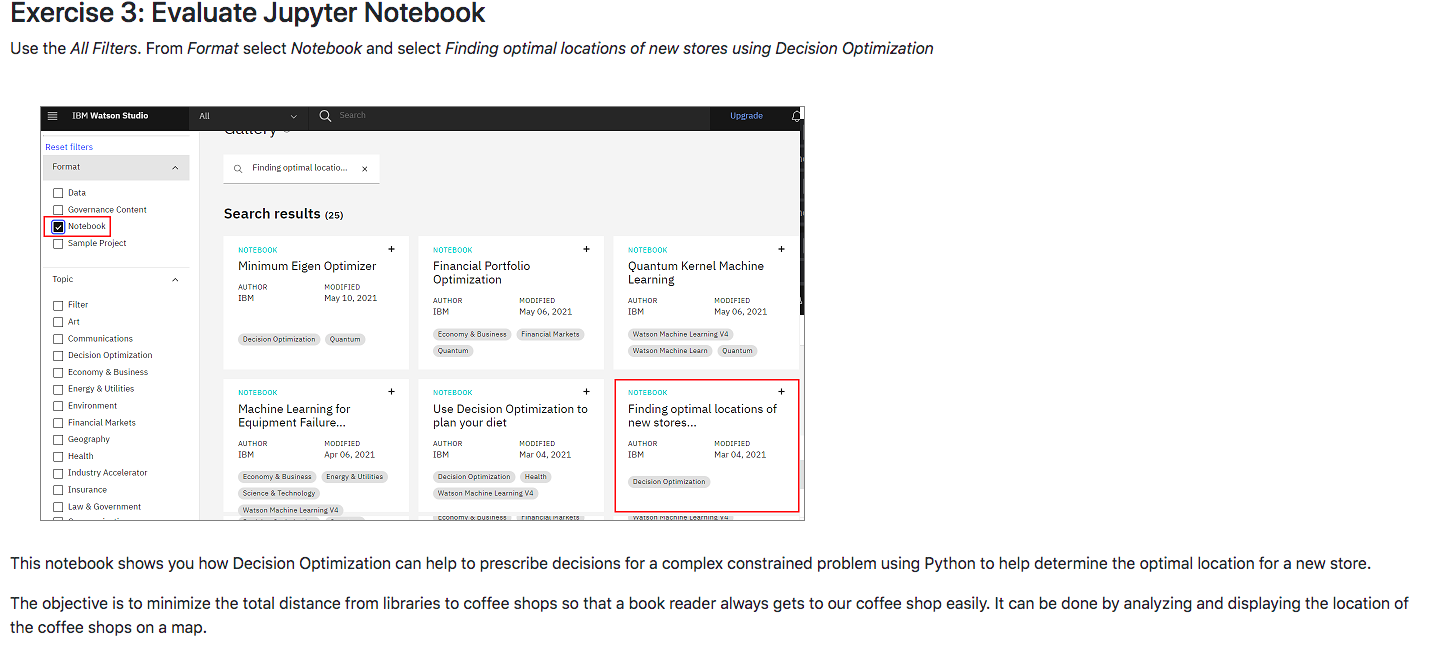 Exercise 3: Evaluate Jupyter Notebook
Use the All Filters. From Format select Notebook and select Finding optimal locations of new stores using Decision Optimization
IBM Watson Studio
All
Search
Upgrade
Gallery
Reset filters
Format
Data
Governance Content
Notebook
Sample Project
Topic
Filter
Art
Communications
Decision Optimization
Economy & Business
Energy & Utilities
Environment
Financial Markets
Geography
Health
Industry Accelerator
Insurance
Law & Government
Finding optimal locatio... ×
Search results (25)
NOTEBOOK +
Minimum Eigen Optimizer
AUTHOR MODIFIED
IBM May 10, 2021
Decision Optimization Quantum
NOTEBOOK +
Financial Portfolio
Optimization
AUTHOR MODIFIED
IBM May 06, 2021
Economy & Business Financial Markets
Quantum
NOTEBOOK +
Quantum Kernel Machine
Learning
AUTHOR MODIFIED
IBM May 06, 2021
Watson Machine Learning V4
Watson Machine Learn Quantum
NOTEBOOK +
Machine Learning for
Equipment Failure...
AUTHOR MODIFIED
IBM Apr 06, 2021
Economy & Business Energy & Utilities
Science & Technology
Watson Machine Learning V4
NOTEBOOK +
Use Decision Optimization to
plan your diet
AUTHOR MODIFIED
IBM Mar 04, 2021
Decision Optimization Health
Watson Machine Learning V4
Economy & Business Financial Markets
NOTEBOOK +
Finding optimal locations of
new stores...
AUTHOR MODIFIED
IBM Mar 04, 2021
Decision Optimization
Watson Machine Learning V4
This notebook shows you how Decision Optimization can help to prescribe decisions for a complex constrained problem using Python to help determine the optimal location for a new store.
The objective is to minimize the total distance from libraries to coffee shops so that a book reader always gets to our coffee shop easily. It can be done by analyzing and displaying the location of
the coffee shops on a map.